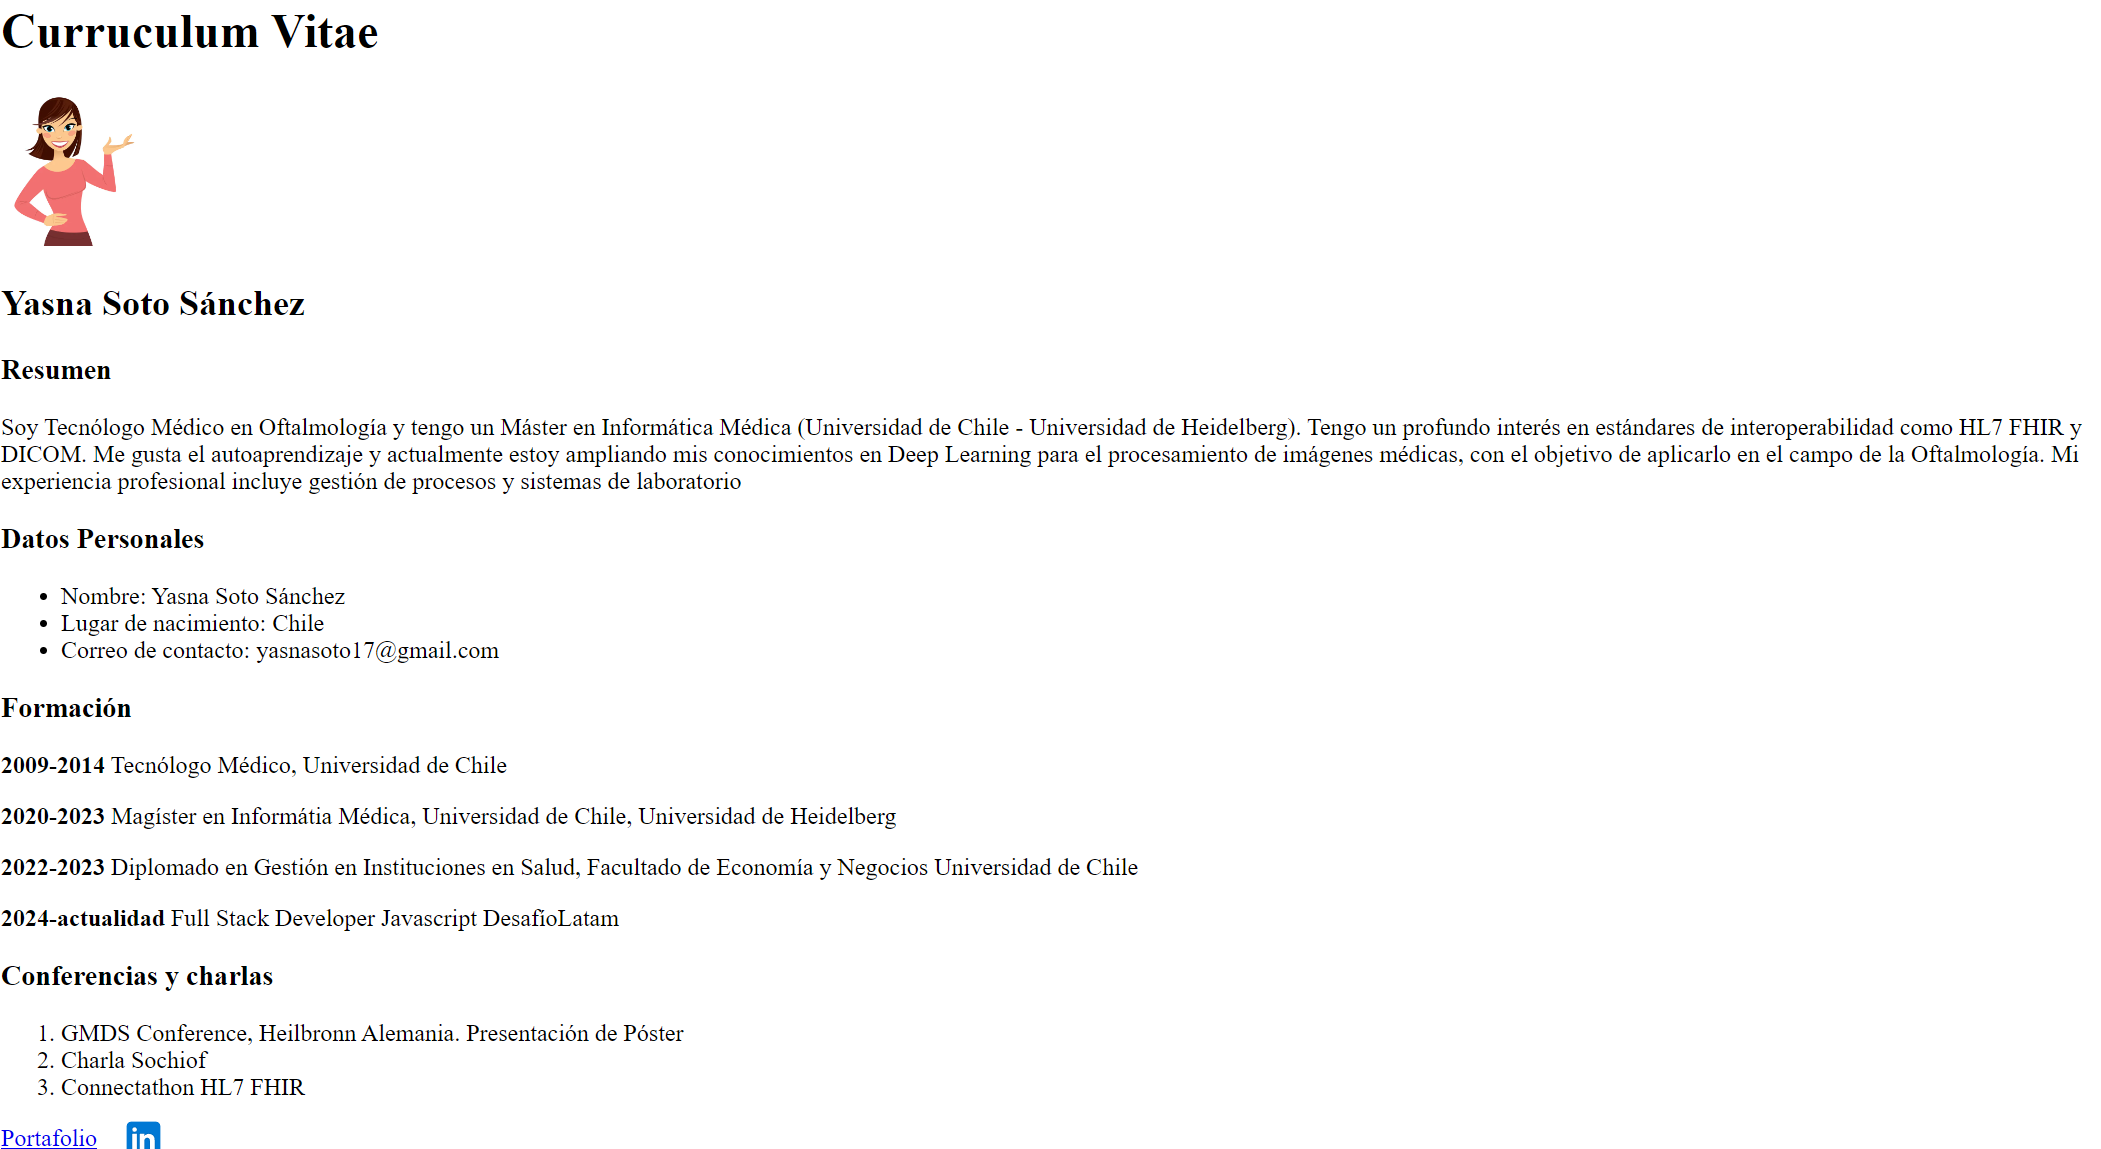 Curruculum Vitae
Yasna Soto Sánchez
Resumen
Soy Tecnólogo Médico en Oftalmología y tengo un Máster en Informática Médica (Universidad de Chile - Universidad de Heidelberg). Tengo un profundo interés en estándares de interoperabilidad como HL7 FHIR y
DICOM. Me gusta el autoaprendizaje y actualmente estoy ampliando mis conocimientos en Deep Learning para el procesamiento de imágenes médicas, con el objetivo de aplicarlo en el campo de la Oftalmología. Mi
experiencia profesional incluye gestión de procesos y sistemas de laboratorio
Datos Personales
• Nombre: Yasna Soto Sánchez
• Lugar de nacimiento: Chile
• Correo de contacto: yasnasoto17@gmail.com
Formación
2009-2014 Tecnólogo Médico, Universidad de Chile
2020-2023 Magíster en Informátia Médica, Universidad de Chile, Universidad de Heidelberg
2022-2023 Diplomado en Gestión en Instituciones en Salud, Facultado de Economía y Negocios Universidad de Chile
2024-actualidad Full Stack Developer Javascript DesafíoLatam
Conferencias y charlas
1. GMDS Conference, Heilbronn Alemania. Presentación de Póster
2. Charla Sochiof
3. Connectathon HL7 FHIR
Portafolio in